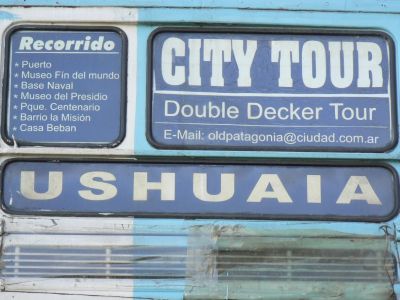 Recorrido
★ Puerto
★ Museo Fín del mundo
★ Base Naval
★ Museo del Presidio
★ Pque. Centenario
★ Barrio la Misión
★ Casa Beban
CITY TOUR
Double Decker Tour
E-Mail: oldpatagonia@ciudad.com.ar
USHUAIA